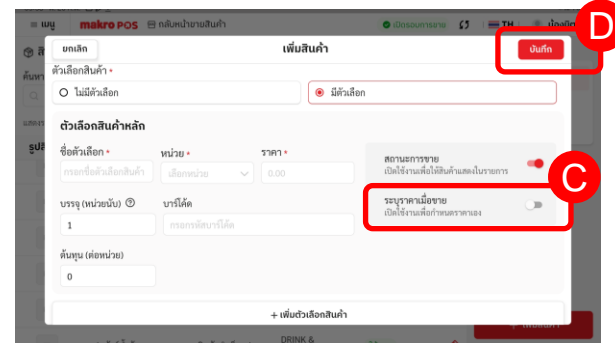 เมนู makro POS กลับหน้าขายสินค้า เปิดรอบการขาย TH
D
ยกเลิก เพิ่มสินค้า บันทึก
ค้นหา
ตัวเลือกสินค้า *
ไม่มีตัวเลือก มีตัวเลือก
ตัวเลือกสินค้าหลัก
ชื่อตัวเลือก * หน่วย * ราคา *
กรอกชื่อตัวเลือกสินค้า เลือกหน่วย 0.00
สถานะการขาย
เปิดใช้งานเพื่อให้สินค้าแสดงในรายการ
C
บรรจุ (หน่วยนับ) บาร์โค้ด
1 กรอกรหัสบาร์โค้ด
ระบุราคาเมื่อขาย
เปิดใช้งานเพื่อกำหนดราคาเอง
ต้นทุน (ต่อหน่วย)
0
+ เพิ่มตัวเลือกสินค้า
DRINK &